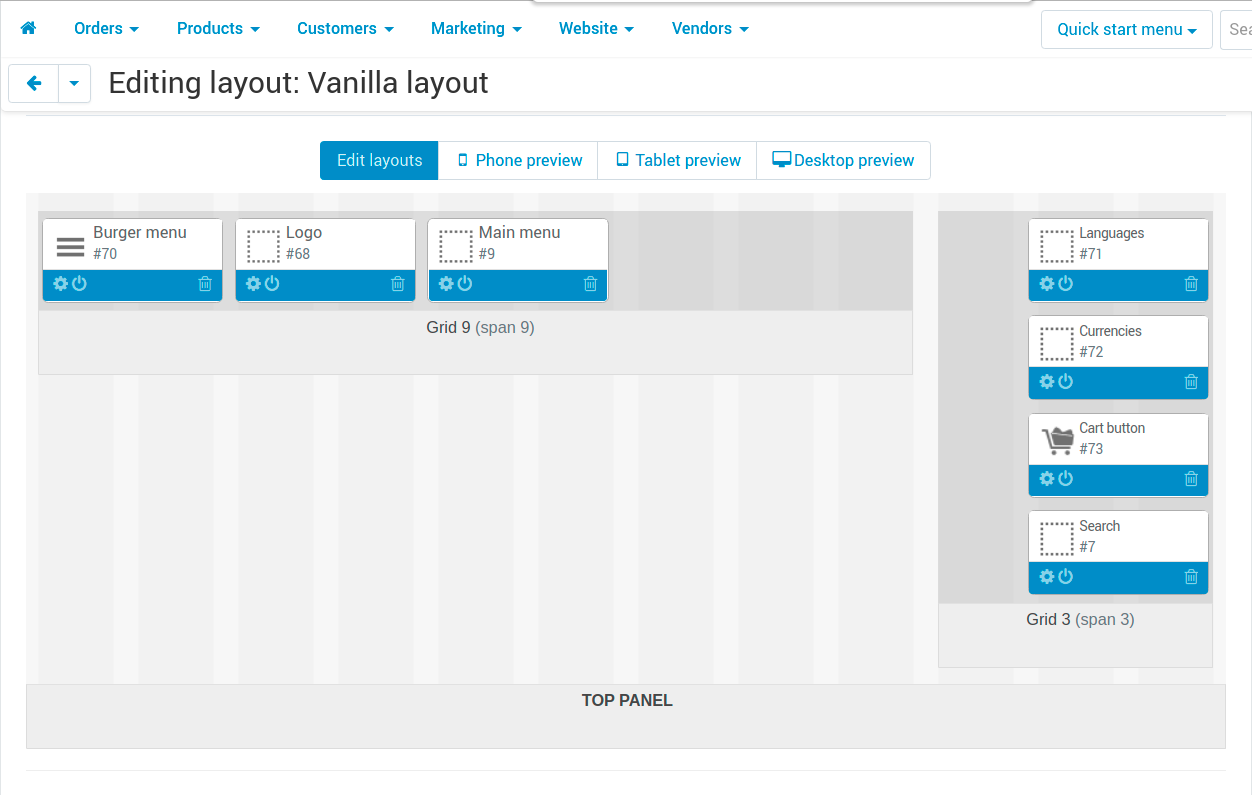 Orders Products Customers Marketing Website Vendors Quick start menu Sea
Editing layout: Vanilla layout
Edit layouts Phone preview Tablet preview Desktop preview
Burger menu
#70
Logo
#68
Main menu
#9
Grid 9 (span 9)
Languages
#71
Currencies
#72
Cart button
#73
Search
#7
Grid 3 (span 3)
TOP PANEL